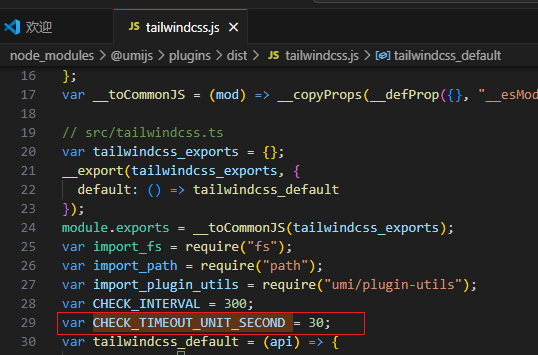 欢迎
JS tailwindcss.js ×
node_modules > @umijs > plugins > dist > JS tailwindcss.js > tailwindcss_default
16 };
17 var __toCommonJS = (mod) => __copyProps(__defProp({}, "__esMod
18
19 // src/tailwindcss.ts
20 var tailwindcss_exports = {};
21 __export(tailwindcss_exports, {
22 default: () => tailwindcss_default
23 });
24 module.exports = __toCommonJS(tailwindcss_exports);
25 var import_fs = require("fs");
26 var import_path = require("path");
27 var import_plugin_utils = require("umi/plugin-utils");
28 var CHECK_INTERVAL = 300;
29 var CHECK_TIMEOUT_UNIT_SECOND = 30;
30 var tailwindcss_default = (api) => {